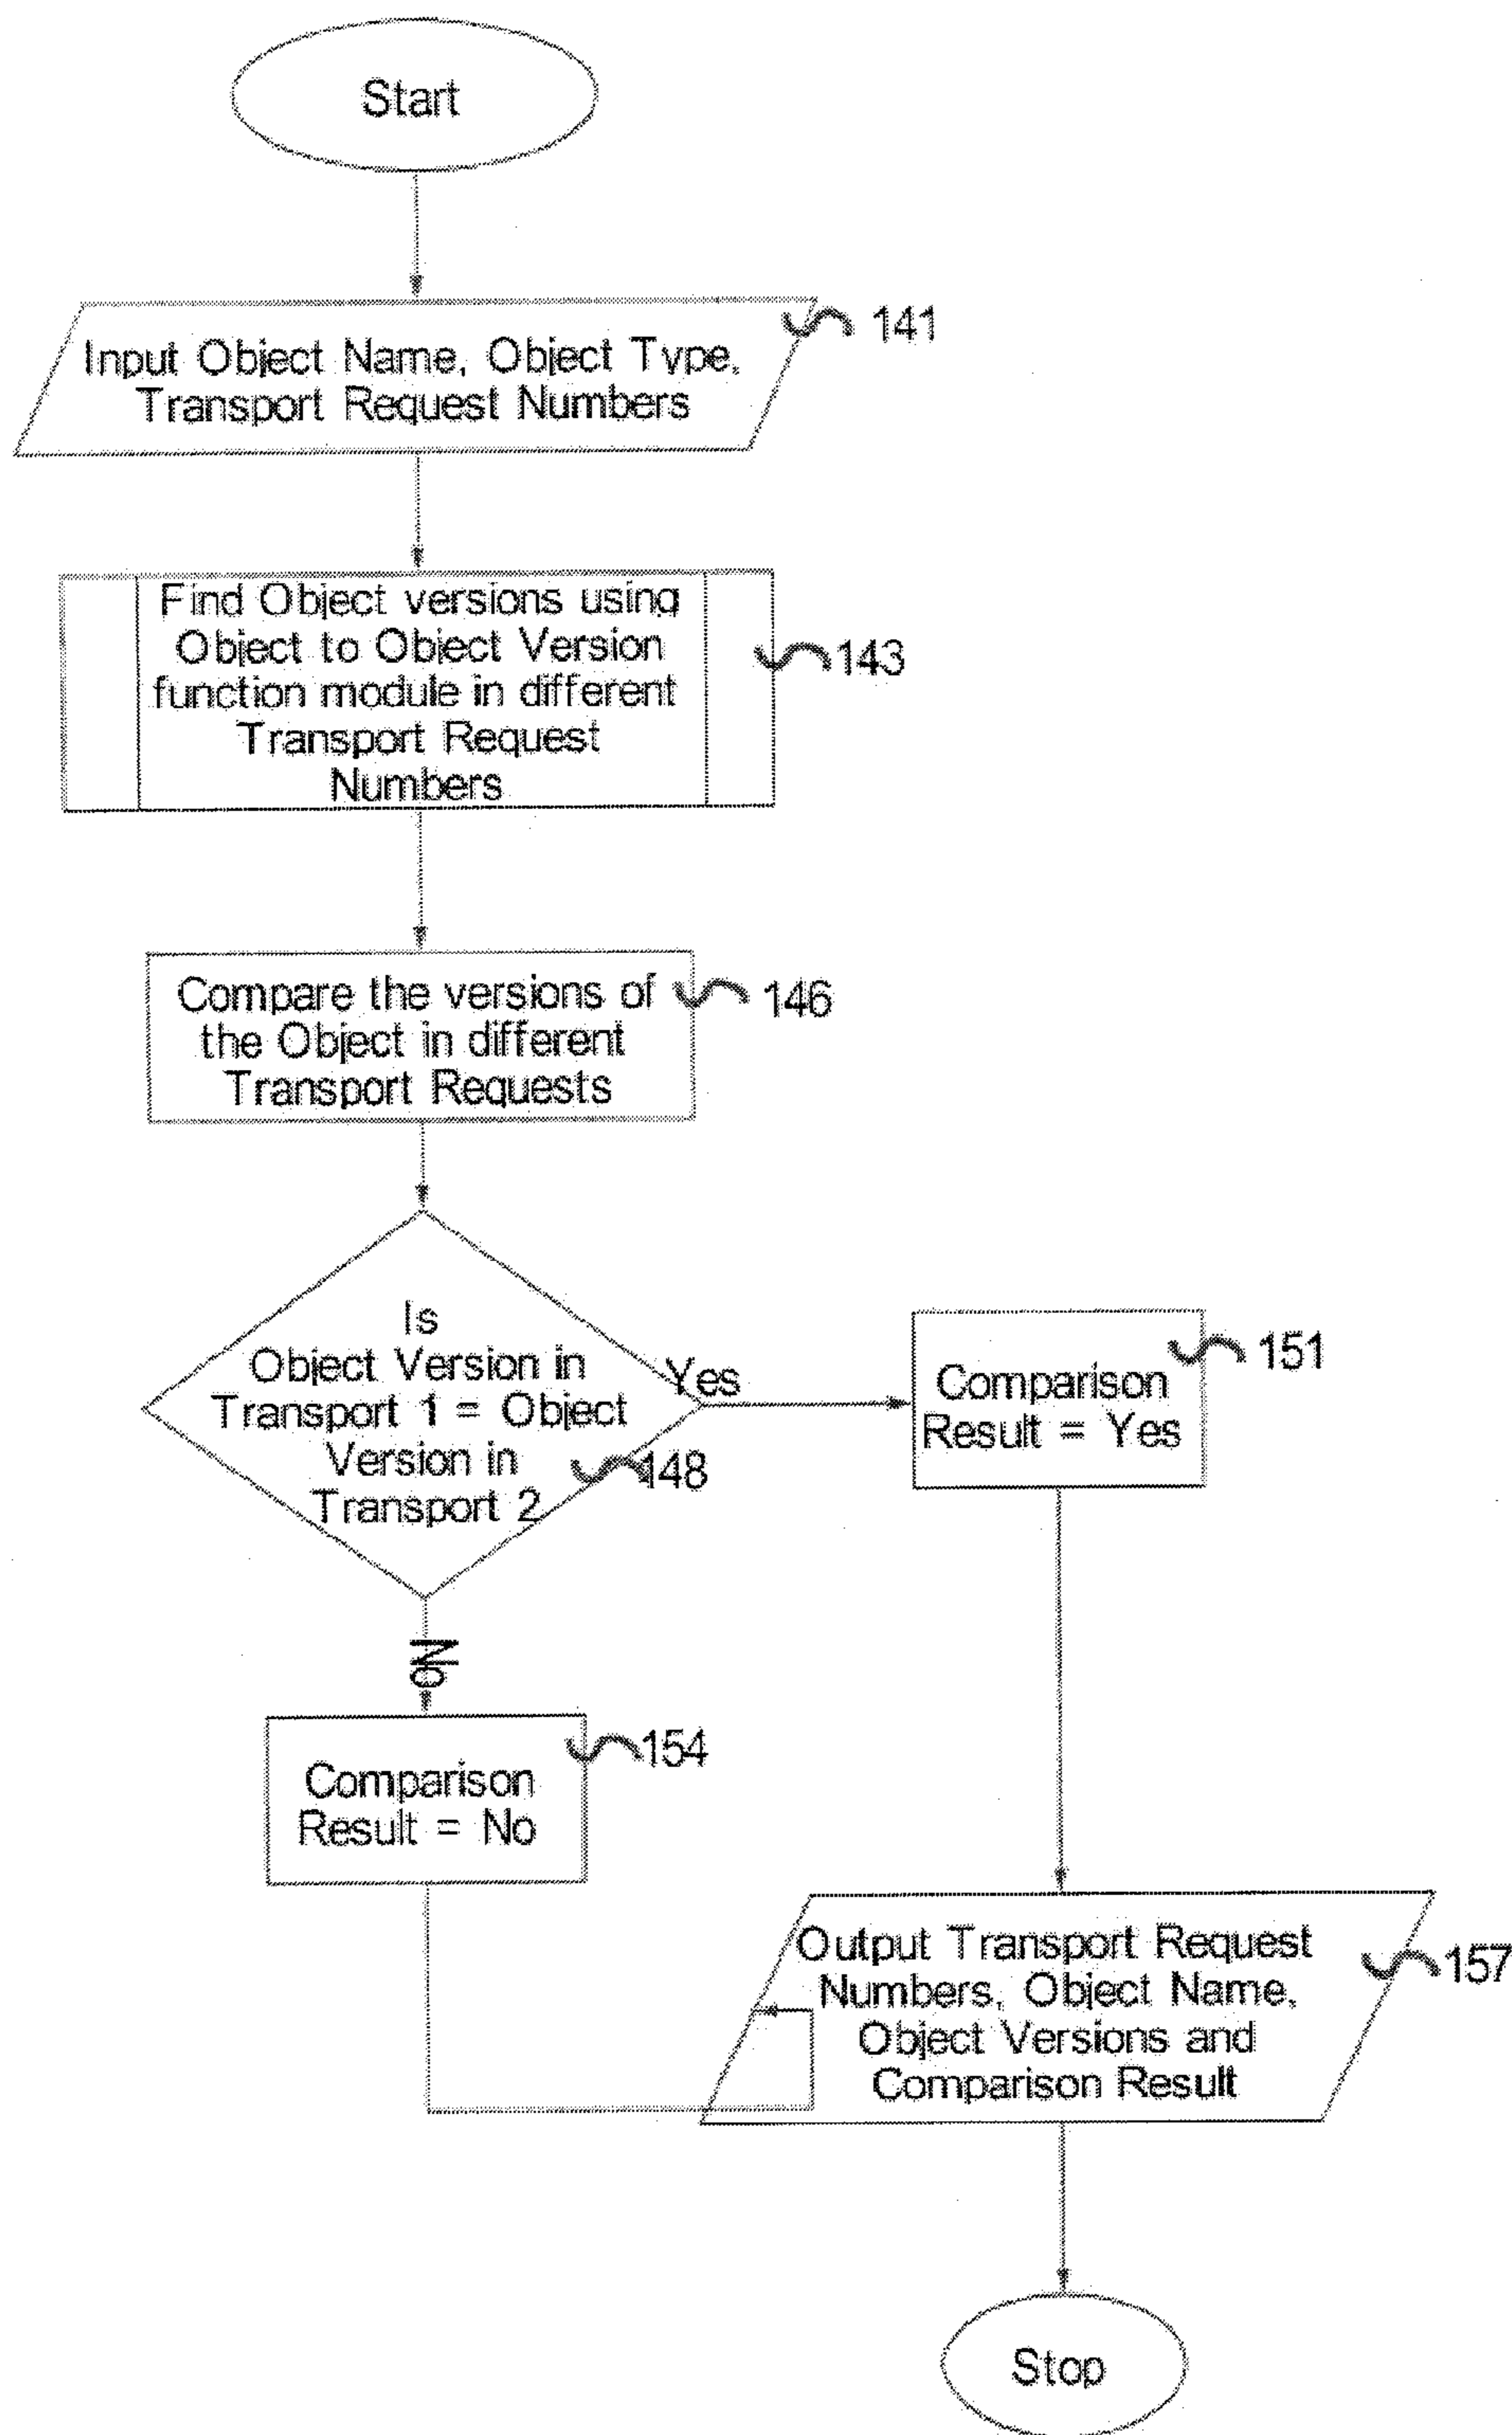 Start
Input Object Name, Object Type,
Transport Request Numbers
141
Find Object versions using
Object to Object Version
function module in different
Transport Request
Numbers
143
Compare the versions of
the Object in different
Transport Requests
146
Is
Object Version in
Transport 1 = Object
Version in
Transport 2
148
Yes
Comparison
Result = Yes
151
No
Comparison
Result = No
154
Output Transport Request
Numbers, Object Name,
Object Versions and
Comparison Result
157
Stop